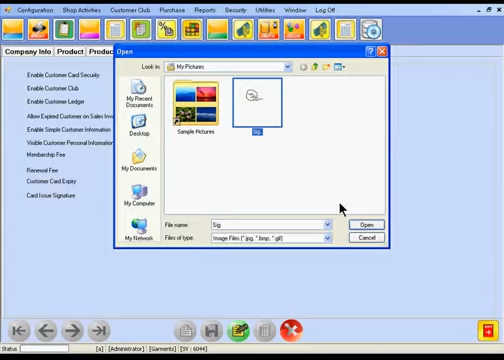 Configuration Shop Activities Customer Club Purchase Reports Security Utilities Window Log Off
Company Info Product Produc
Enable Customer Card Security
Enable Customer Club
Enable Customer Ledger
Allow Expired Customer on Sales Invo
Enable Simple Customer Information
Visible Customer Personal Information
Membership Fee
Renewal Fee
Customer Card Expiry
Card Issue Signature
Open
Look in: My Pictures
My Recent
Documents
Desktop
My Documents
My Computer
My Network
Sample Pictures
Sig
File name: Sig Open
Files of type: Image Files (*.jpg, *.bmp, *.gif) Cancel
Status [a] [Administrator] [Garments] [SV : 6044]